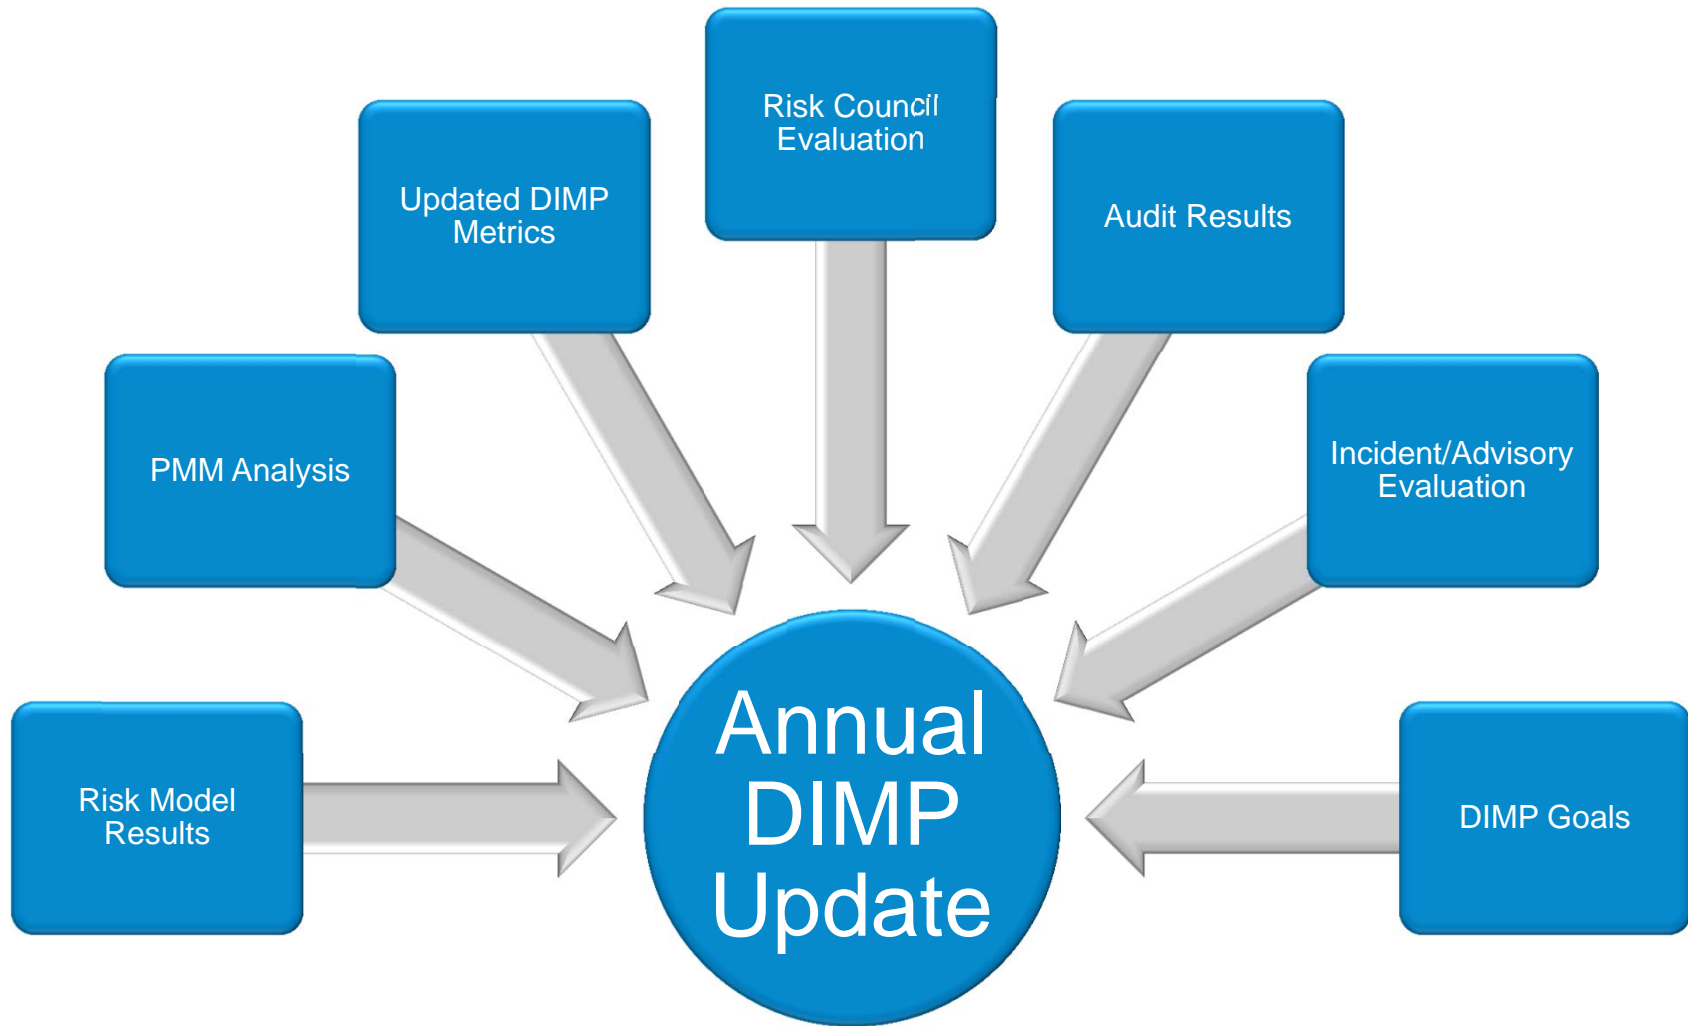 Risk Council
Evaluation
Updated DIMP
Metrics
Audit Results
PMM Analysis
Incident/Advisory
Evaluation
Risk Model
Results
Annual
DIMP
Update
DIMP Goals